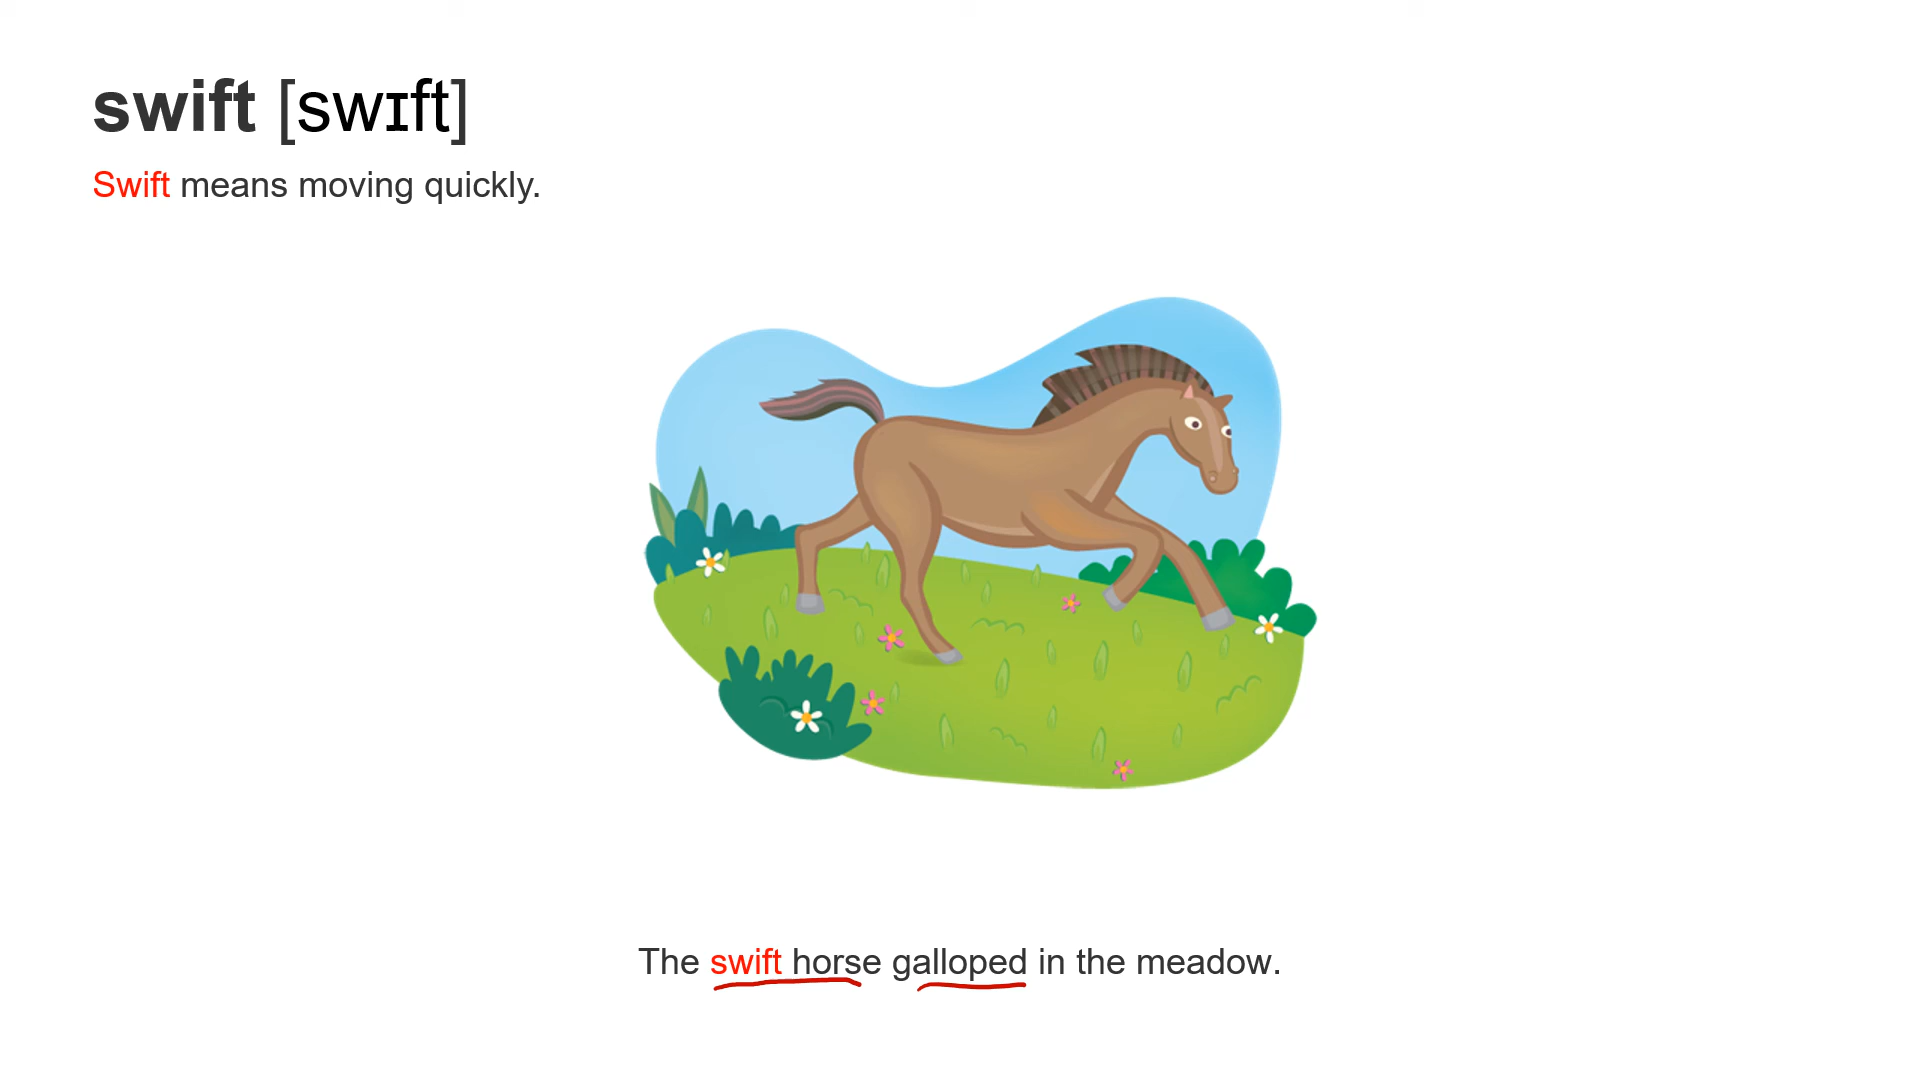 swift [swɪft]
Swift means moving quickly.
The swift horse galloped in the meadow.